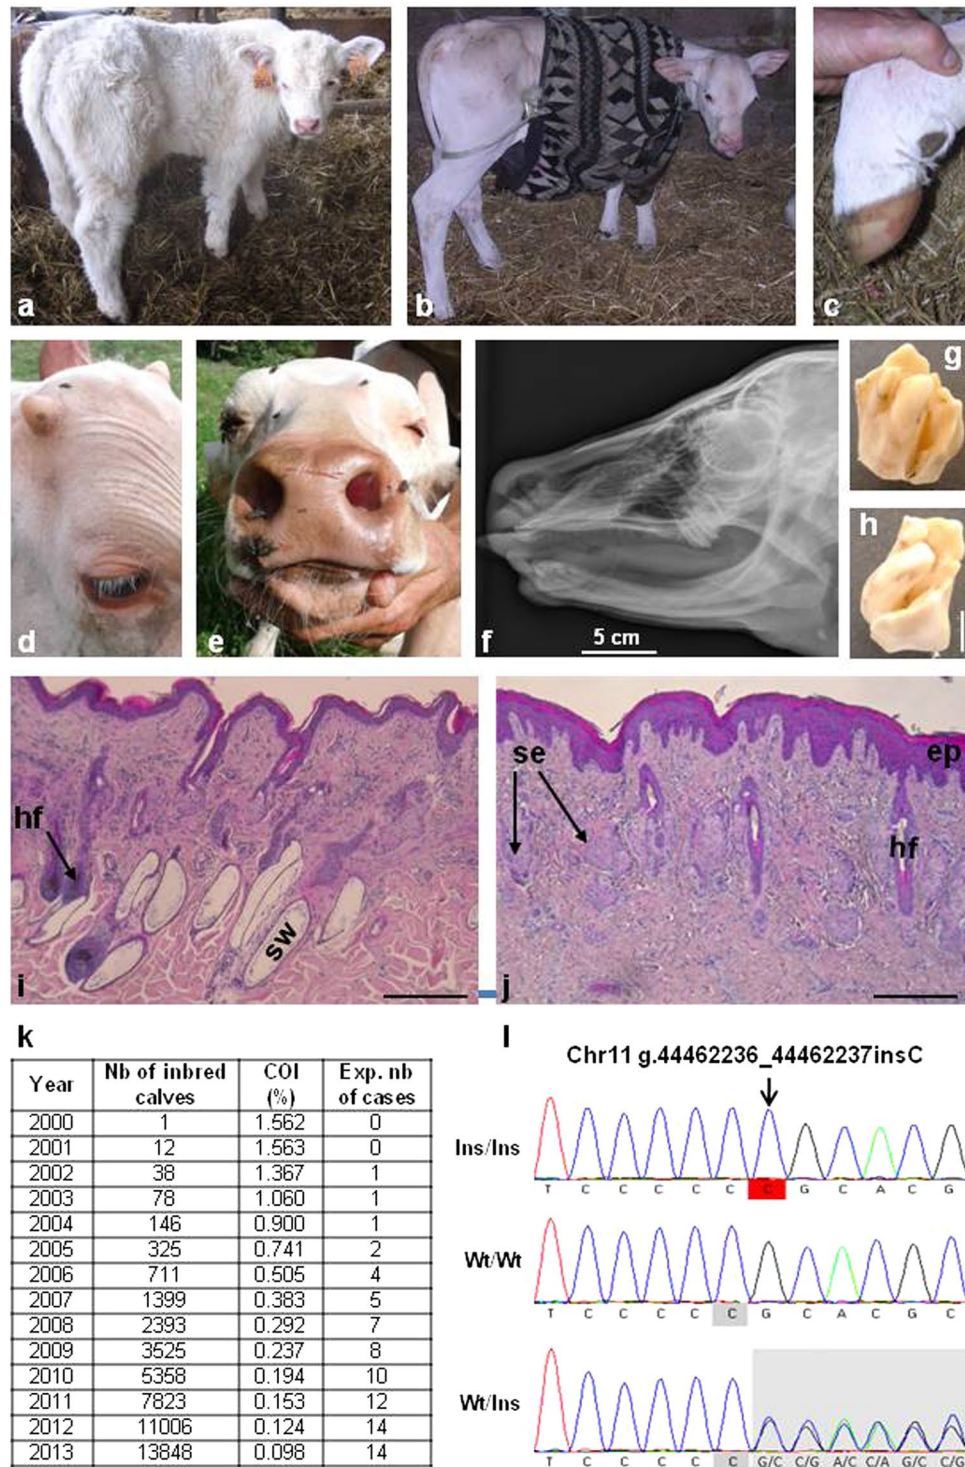 a
b
c
d
e
f
5 cm
g
h
hf
sw
i
se
ep
hf
j
k
Year Nb of inbred calves COI (%) Exp. nb of cases
2000 1 1.562 0
2001 12 1.563 0
2002 38 1.367 1
2003 78 1.060 1
2004 146 0.900 1
2005 325 0.741 2
2006 711 0.505 4
2007 1399 0.383 5
2008 2393 0.292 7
2009 3525 0.237 8
2010 5358 0.194 10
2011 7823 0.153 12
2012 11006 0.124 14
2013 13848 0.098 14
l
Chr11 g.44462236_44462237insC
Ins/Ins
T C C C C C C G C A C G
Wt/Wt
T C C C C C G C A C G C
Wt/Ins
T C C C C C G/C C/G A/C C/A G/C C/G